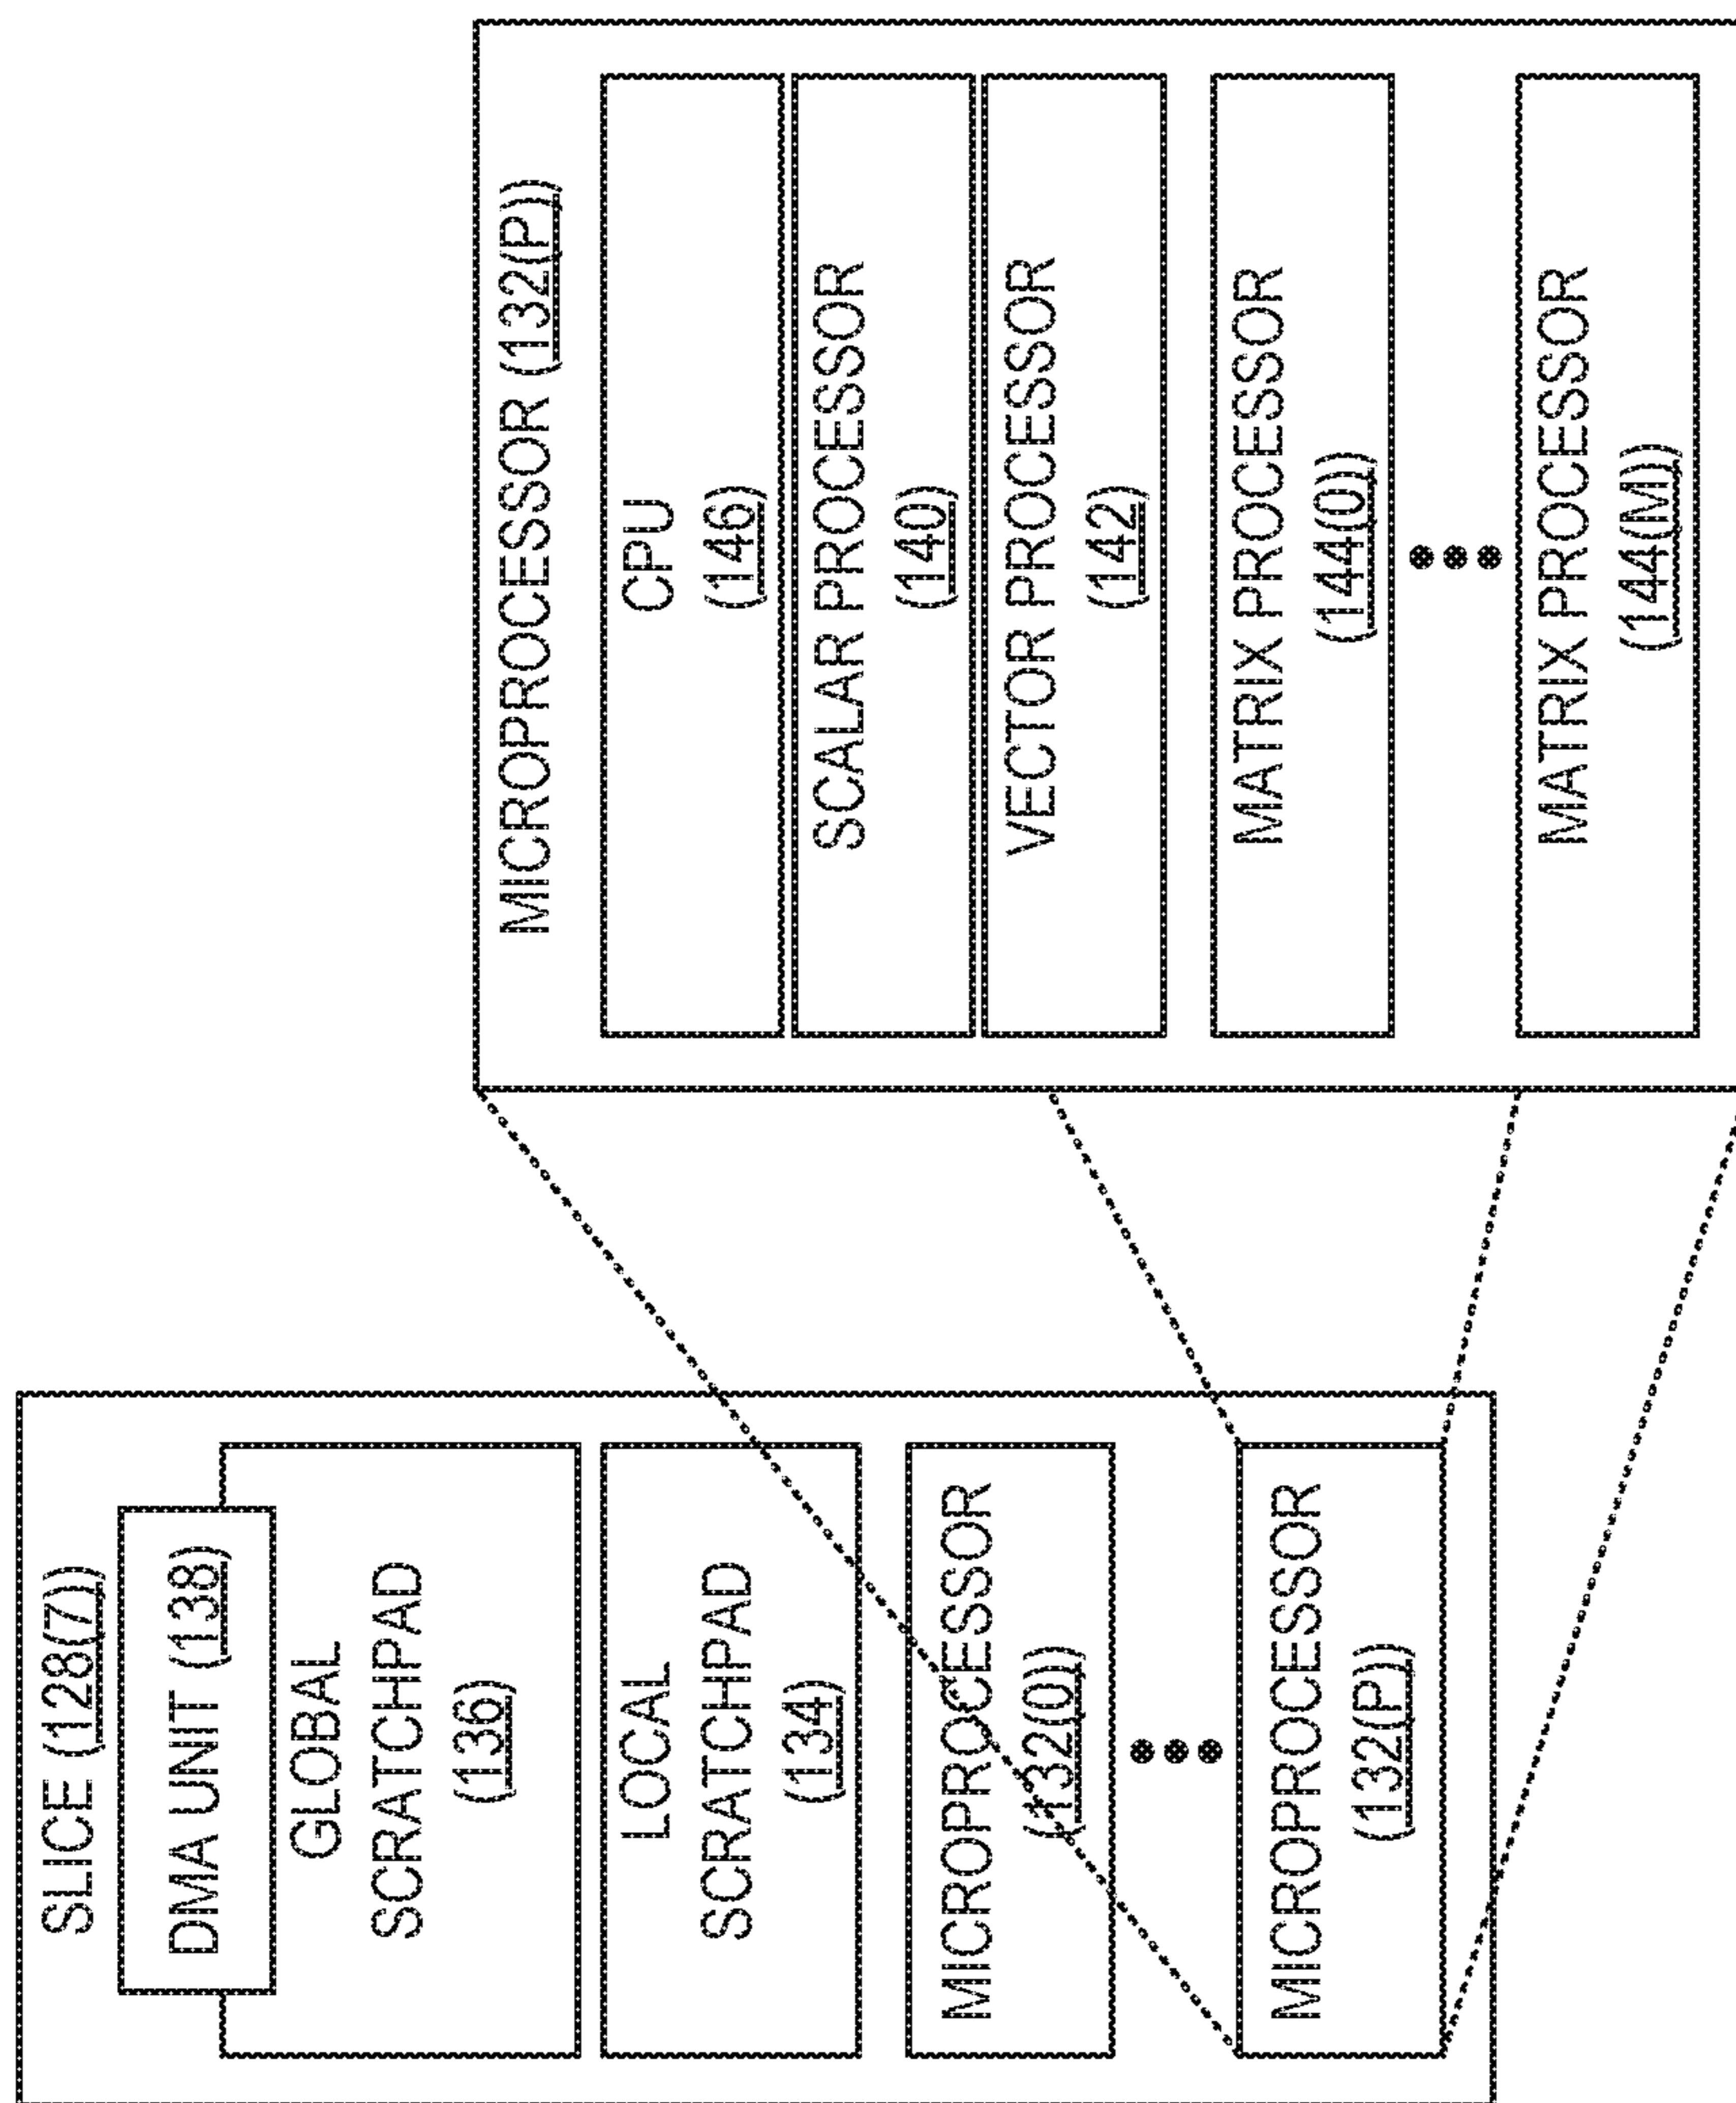 SLICE (128(7))
DMA UNIT (138)
GLOBAL
SCRATCHPAD
(136)
LOCAL
SCRATCHPAD
(134)
MICROPROCESSOR
(132(0))
MICROPROCESSOR
(132(P))
MICROPROCESSOR (132(P))
CPU
(146)
SCALAR PROCESSOR
(140)
VECTOR PROCESSOR
(142)
MATRIX PROCESSOR
(144(0))
MATRIX PROCESSOR
(144(M))